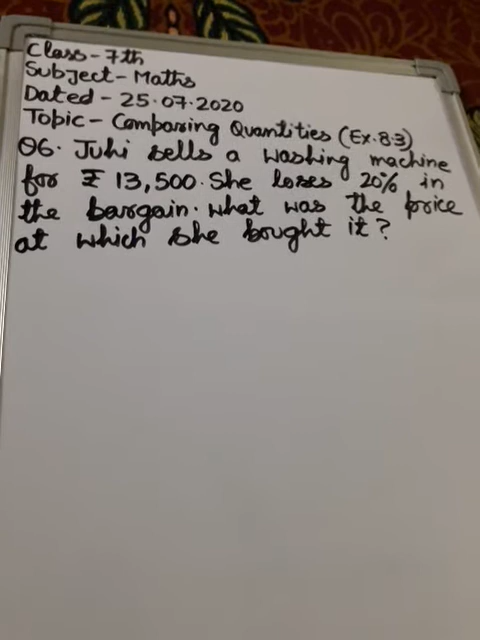 Class-7th
Subject-Maths
Dated - 25.07.2020
Topic- Comparing Quantities (Ex.8.3)
Q6. Juhi sells a washing machine
for ₹ 13,500. She loses 20% in
the bargain. what was the price
at which she bought it?